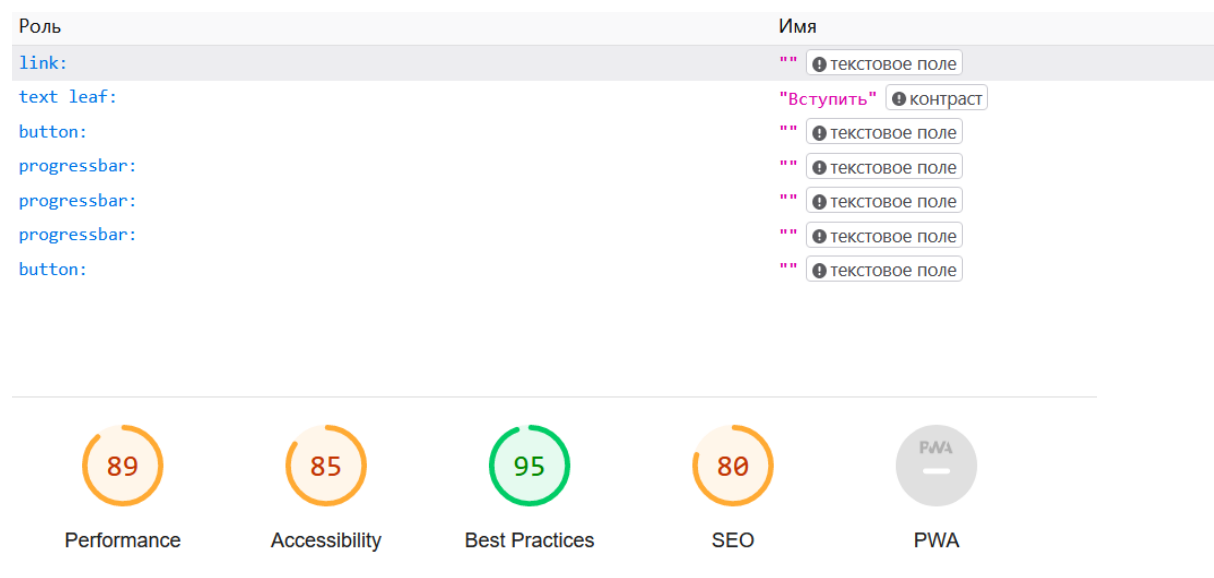 Роль Имя
link: "" текстовое поле
text leaf: "Вступить" контраст
button: "" текстовое поле
progressbar: "" текстовое поле
progressbar: "" текстовое поле
progressbar: "" текстовое поле
button: "" текстовое поле
89 85 95 80 PWA
Performance Accessibility Best Practices SEO PWA